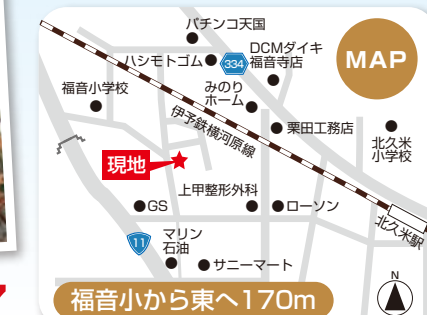 パチンコ天国
ハシモトゴム
334
DCMダイキ
福音寺店
MAP
福音小学校
みのり
ホーム
伊予鉄横河原線
栗田工務店
北久米
小学校
現地
上甲整形外科
GS
ローソン
北久米駅
11
マリン
石油
サニーマート
N
福音小から東へ170m